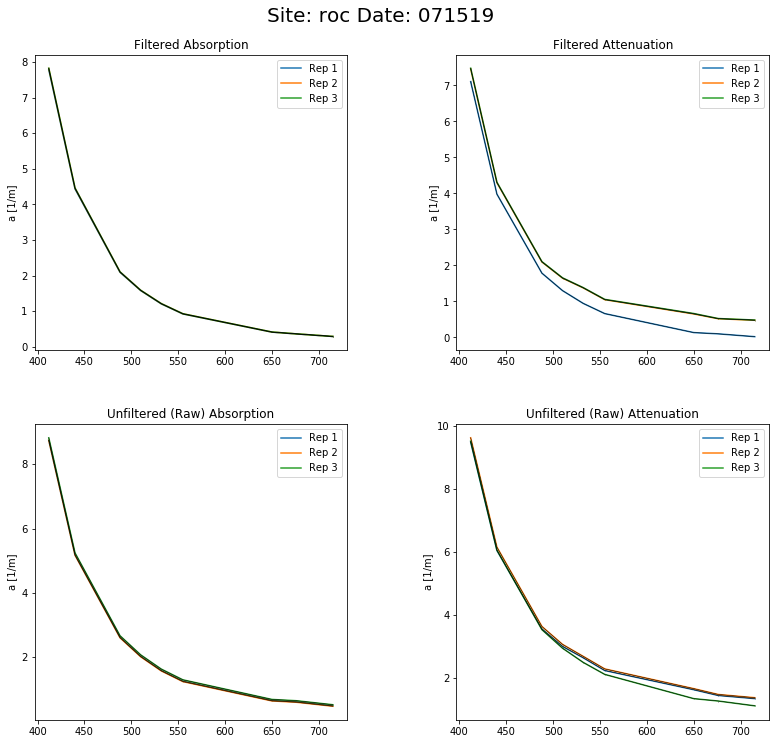 Site: roc Date: 071519
Filtered Absorption
Rep 1
Rep 2
Rep 3
a [1/m]
8
7
6
5
4
3
2
1
0
400 450 500 550 600 650 700
Filtered Attenuation
Rep 1
Rep 2
Rep 3
a [1/m]
7
6
5
4
3
2
1
0
400 450 500 550 600 650 700
Unfiltered (Raw) Absorption
Rep 1
Rep 2
Rep 3
a [1/m]
8
6
4
2
400 450 500 550 600 650 700
Unfiltered (Raw) Attenuation
Rep 1
Rep 2
Rep 3
a [1/m]
10
8
6
4
2
400 450 500 550 600 650 700